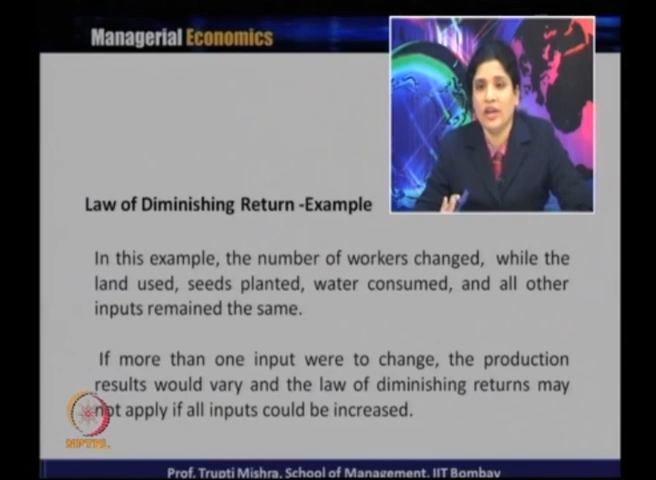 Managerial Economics
Law of Diminishing Return -Example
In this example, the number of workers changed, while the
land used, seeds planted, water consumed, and all other
inputs remained the same.
If more than one input were to change, the production
results would vary and the law of diminishing returns may
not apply if all inputs could be increased.
NPTEL
Prof. Trupti Mishra, School of Management, IIT Bombay